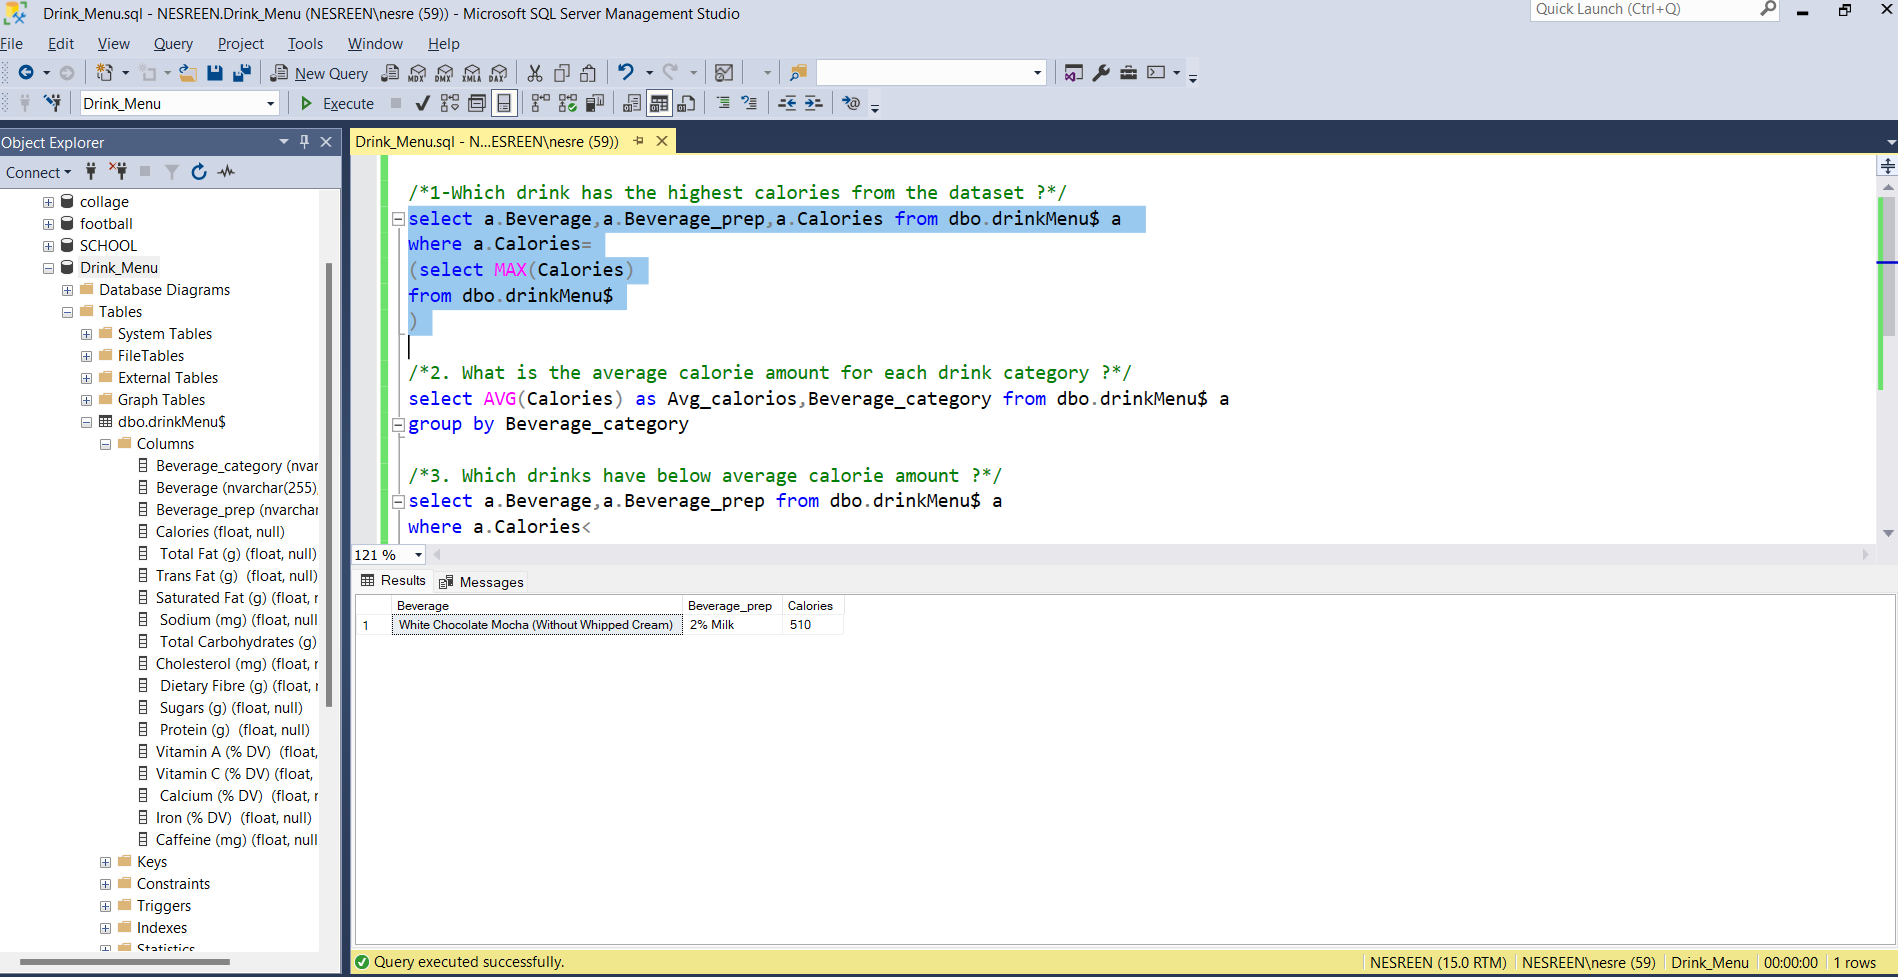 Drink_Menu.sql - NESREEN.Drink_Menu (NESREEN\nesre (59)) - Microsoft SQL Server Management Studio
Quick Launch (Ctrl+Q)
File Edit View Query Project Tools Window Help
New Query MDX DMX XMLA DAX
Drink_Menu Execute
Object Explorer
Connect
collage
football
SCHOOL
Drink_Menu
Database Diagrams
Tables
System Tables
FileTables
External Tables
Graph Tables
dbo.drinkMenu$
Columns
Beverage_category (nvar
Beverage (nvarchar(255),
Beverage_prep (nvarchar
Calories (float, null)
Total Fat (g) (float, null)
Trans Fat (g) (float, null)
Saturated Fat (g) (float, n
Sodium (mg) (float, null
Total Carbohydrates (g)
Cholesterol (mg) (float, n
Dietary Fibre (g) (float, n
Sugars (g) (float, null)
Protein (g) (float, null)
Vitamin A (% DV) (float,
Vitamin C (% DV) (float,
Calcium (% DV) (float, n
Iron (% DV) (float, null)
Caffeine (mg) (float, null
Keys
Constraints
Triggers
Indexes
Statistics
Drink_Menu.sql - N...ESREEN\nesre (59))
/*1-Which drink has the highest calories from the dataset ?*/
select a.Beverage,a.Beverage_prep,a.Calories from dbo.drinkMenu$ a
where a.Calories=
(select MAX(Calories)
from dbo.drinkMenu$
)
/*2. What is the average calorie amount for each drink category ?*/
select AVG(Calories) as Avg_calorios,Beverage_category from dbo.drinkMenu$ a
group by Beverage_category
/*3. Which drinks have below average calorie amount ?*/
select a.Beverage,a.Beverage_prep from dbo.drinkMenu$ a
where a.Calories<
121 %
Results Messages
Beverage Beverage_prep Calories
1 White Chocolate Mocha (Without Whipped Cream) 2% Milk 510
Query executed successfully. NESREEN (15.0 RTM) NESREEN\nesre (59) Drink_Menu 00:00:00 1 rows